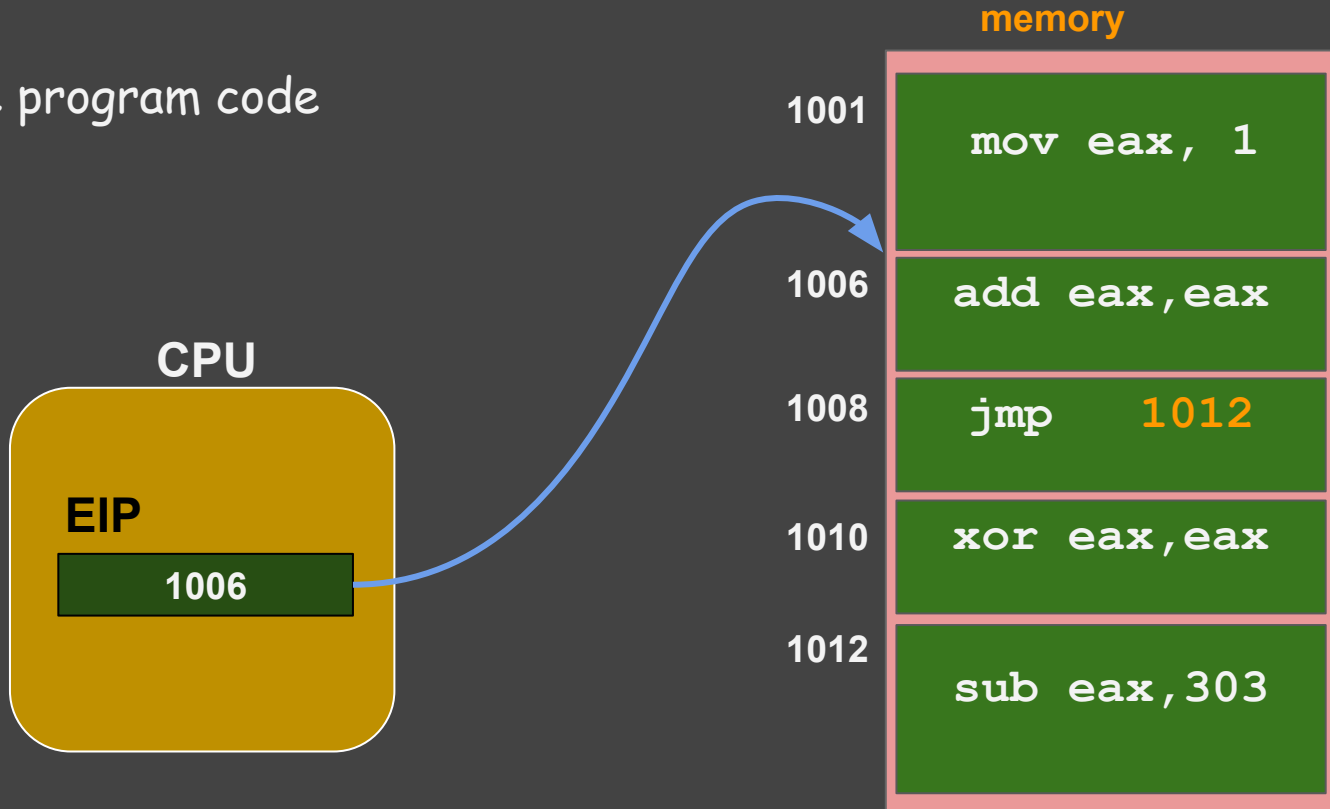 memory
program code
1001
mov eax, 1
1006
add eax,eax
CPU
1008
jmp 1012
EIP
1010
xor eax,eax
1006
1012
sub eax,303